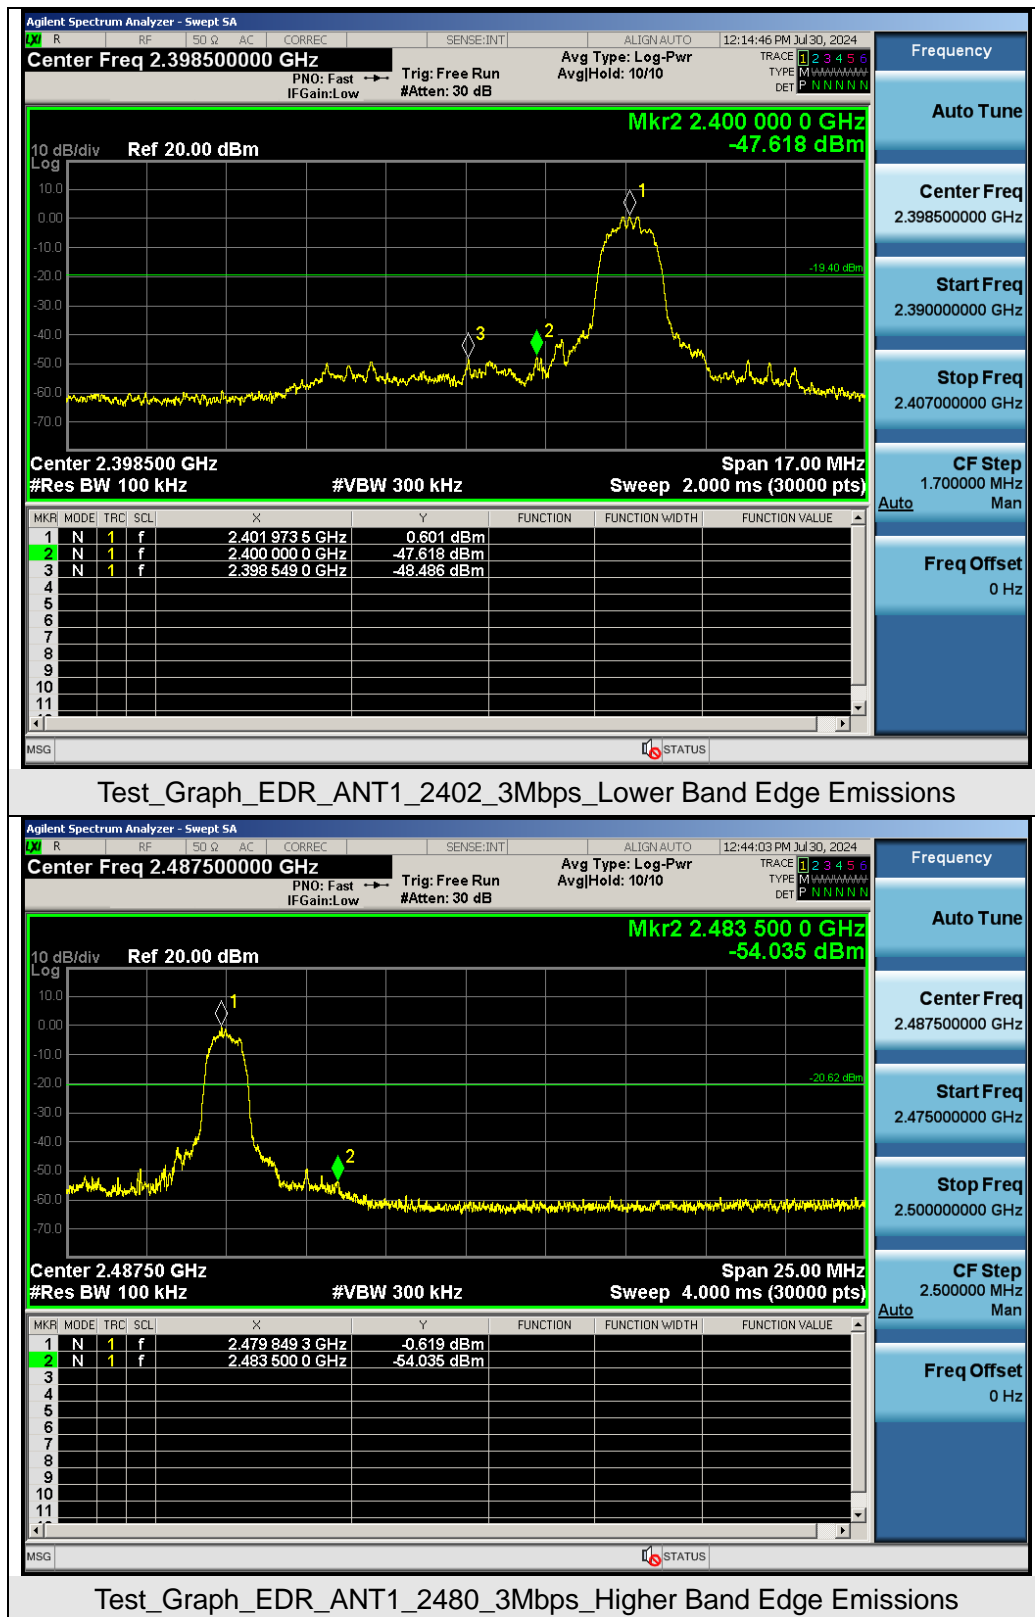 Agilent Spectrum Analyzer - Swept SA
LXI R RF 50 Ω AC CORREC SENSE:INT ALIGN AUTO 12:14:46 PM Jul 30, 2024
Center Freq 2.398500000 GHz
PNO: Fast
IFGain:Low
Trig: Free Run
#Atten: 30 dB
Avg Type: Log-Pwr
Avg|Hold: 10/10
TRACE 1 2 3 4 5 6
TYPE M WWWWW
DET P N N N N N
Mkr2 2.400 000 0 GHz
-47.618 dBm
10 dB/div Ref 20.00 dBm
Log
10.0
0.00
-10.0
-20.0
-30.0
-40.0
-50.0
-60.0
-70.0
1
-19.40 dBm
2
3
Center 2.398500 GHz Span 17.00 MHz
#Res BW 100 kHz #VBW 300 kHz Sweep 2.000 ms (30000 pts)
MKR MODE TRC SCL X Y FUNCTION FUNCTION WIDTH FUNCTION VALUE
1 N 1 f 2.401 973 5 GHz 0.601 dBm
2 N 1 f 2.400 000 0 GHz -47.618 dBm
3 N 1 f 2.398 549 0 GHz -48.486 dBm
4
5
6
7
8
9
10
11
MSG STATUS
Frequency
Auto Tune
Center Freq
2.398500000 GHz
Start Freq
2.390000000 GHz
Stop Freq
2.407000000 GHz
CF Step
1.700000 MHz
Auto Man
Freq Offset
0 Hz
Test_Graph_EDR_ANT1_2402_3Mbps_Lower Band Edge Emissions
Agilent Spectrum Analyzer - Swept SA
LXI R RF 50 Ω AC CORREC SENSE:INT ALIGN AUTO 12:44:03 PM Jul 30, 2024
Center Freq 2.487500000 GHz
PNO: Fast
IFGain:Low
Trig: Free Run
#Atten: 30 dB
Avg Type: Log-Pwr
Avg|Hold: 10/10
TRACE 1 2 3 4 5 6
TYPE M WWWWW
DET P N N N N N
Mkr2 2.483 500 0 GHz
-54.035 dBm
10 dB/div Ref 20.00 dBm
Log
10.0
0.00
-10.0
-20.0
-30.0
-40.0
-50.0
-60.0
-70.0
1
-20.62 dBm
2
Center 2.48750 GHz Span 25.00 MHz
#Res BW 100 kHz #VBW 300 kHz Sweep 4.000 ms (30000 pts)
MKR MODE TRC SCL X Y FUNCTION FUNCTION WIDTH FUNCTION VALUE
1 N 1 f 2.479 849 3 GHz -0.619 dBm
2 N 1 f 2.483 500 0 GHz -54.035 dBm
3
4
5
6
7
8
9
10
11
MSG STATUS
Frequency
Auto Tune
Center Freq
2.487500000 GHz
Start Freq
2.475000000 GHz
Stop Freq
2.500000000 GHz
CF Step
2.500000 MHz
Auto Man
Freq Offset
0 Hz
Test_Graph_EDR_ANT1_2480_3Mbps_Higher Band Edge Emissions